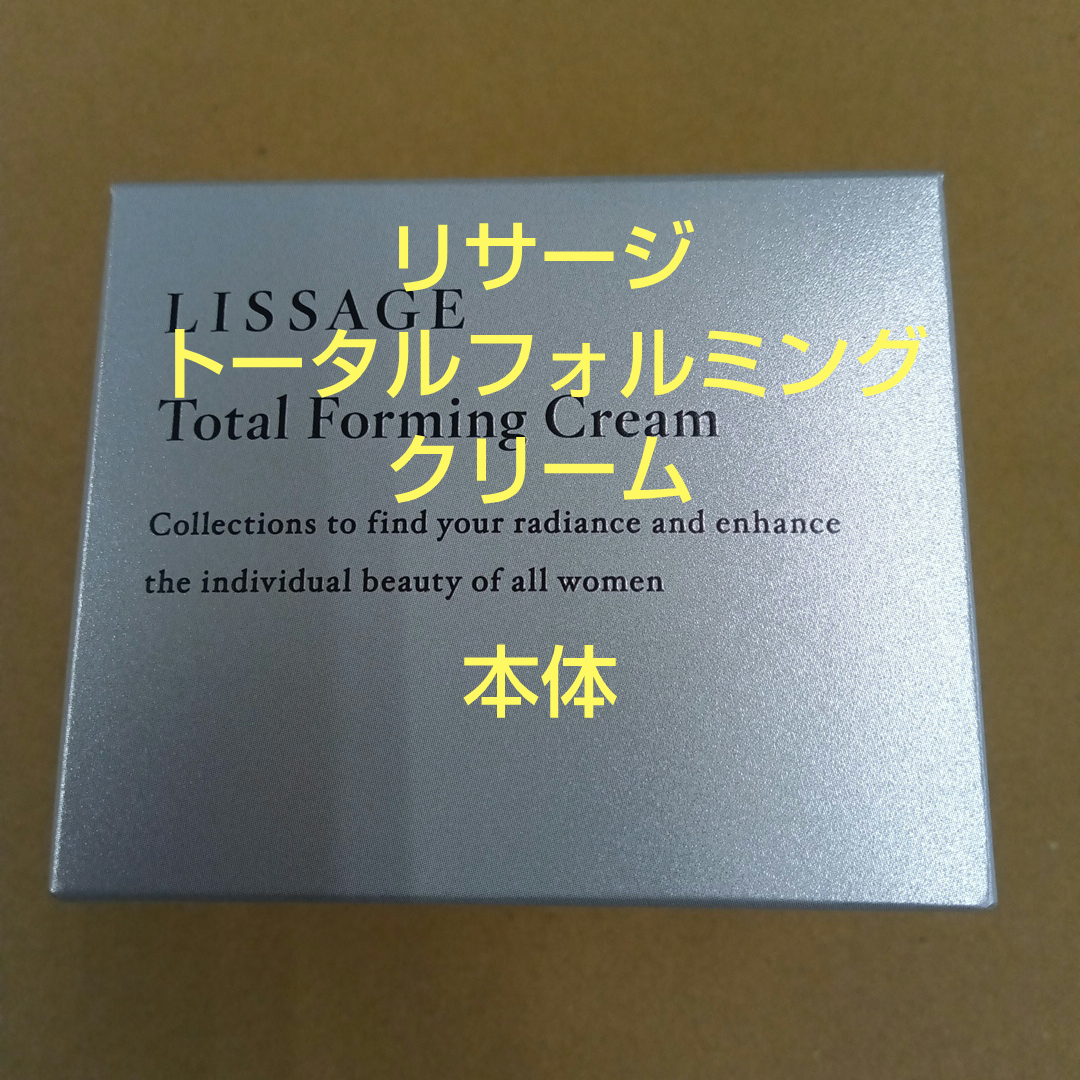 リサージ
LISSAGE
トータルフォルミング
Total Forming Cream
クリーム
Collections to find your radiance and enhance
the individual beauty of all women
本体